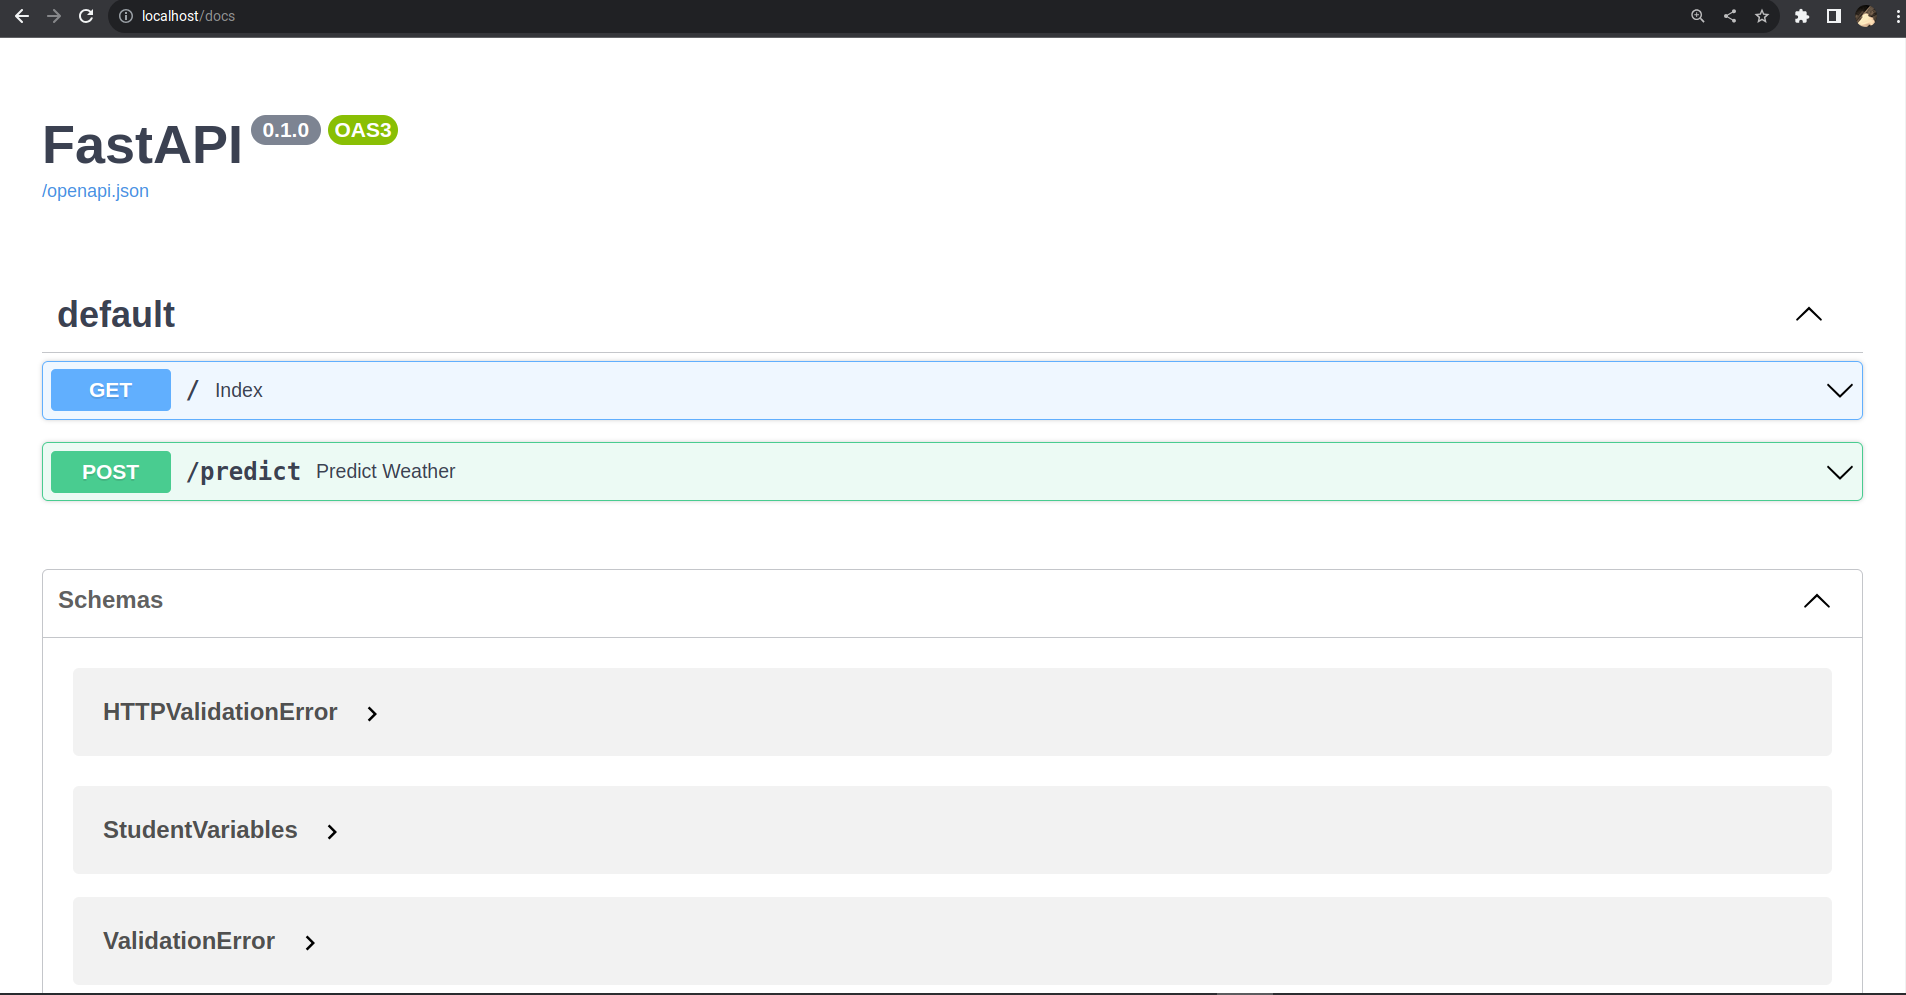 localhost/docs
FastAPI 0.1.0 OAS3
/openapi.json
default
GET / Index
POST /predict Predict Weather
Schemas
HTTPValidationError
StudentVariables
ValidationError